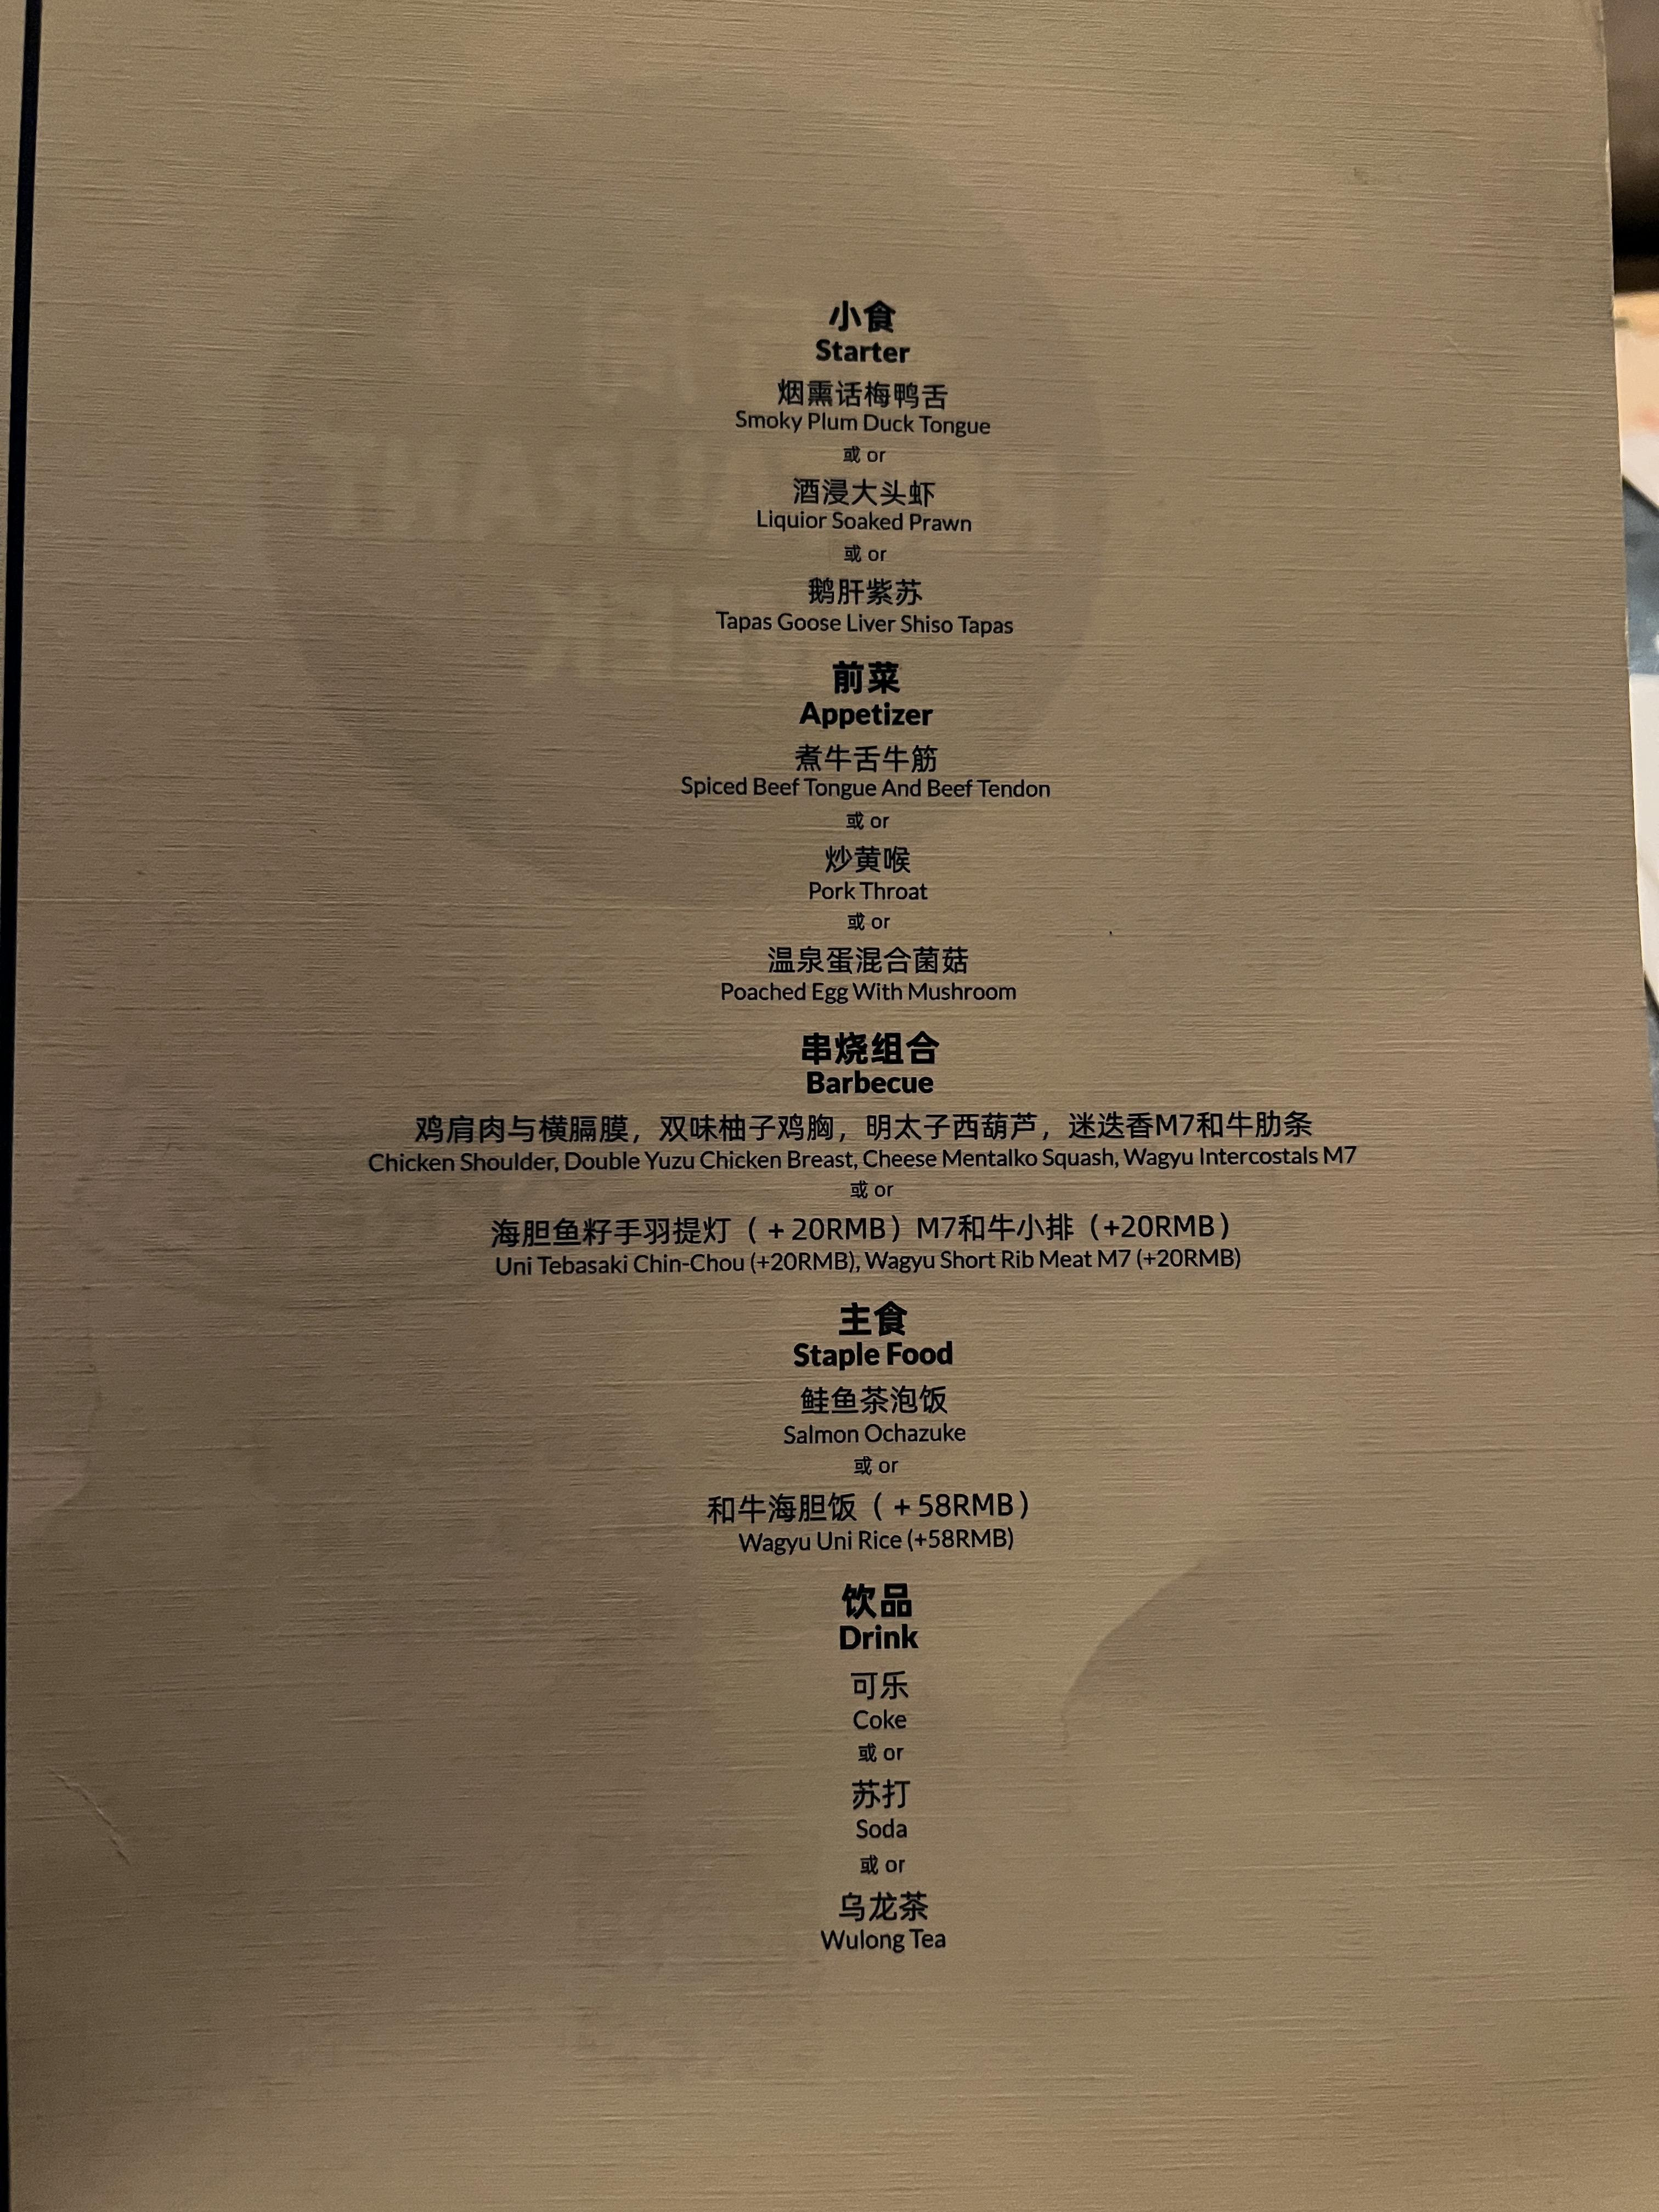 小食
Starter
烟熏话梅鸭舌
Smoky Plum Duck Tongue
或 or
酒浸大头虾
Liquior Soaked Prawn
或 or
鹅肝紫苏
Tapas Goose Liver Shiso Tapas
前菜
Appetizer
煮牛舌牛筋
Spiced Beef Tongue And Beef Tendon
或 or
炒黄喉
Pork Throat
或 or
温泉蛋混合菌菇
Poached Egg With Mushroom
串烧组合
Barbecue
鸡肩肉与横膈膜，双味柚子鸡胸，明太子西葫芦，迷迭香M7和牛肋条
Chicken Shoulder, Double Yuzu Chicken Breast, Cheese Mentalko Squash, Wagyu Intercostals M7
或 or
海胆鱼籽手羽提灯（+20RMB）M7和牛小排（+20RMB）
Uni Tebasaki Chin-Chou (+20RMB), Wagyu Short Rib Meat M7 (+20RMB)
主食
Staple Food
鲑鱼茶泡饭
Salmon Ochazuke
或 or
和牛海胆饭（+58RMB）
Wagyu Uni Rice (+58RMB)
饮品
Drink
可乐
Coke
或 or
苏打
Soda
或 or
乌龙茶
Wulong Tea